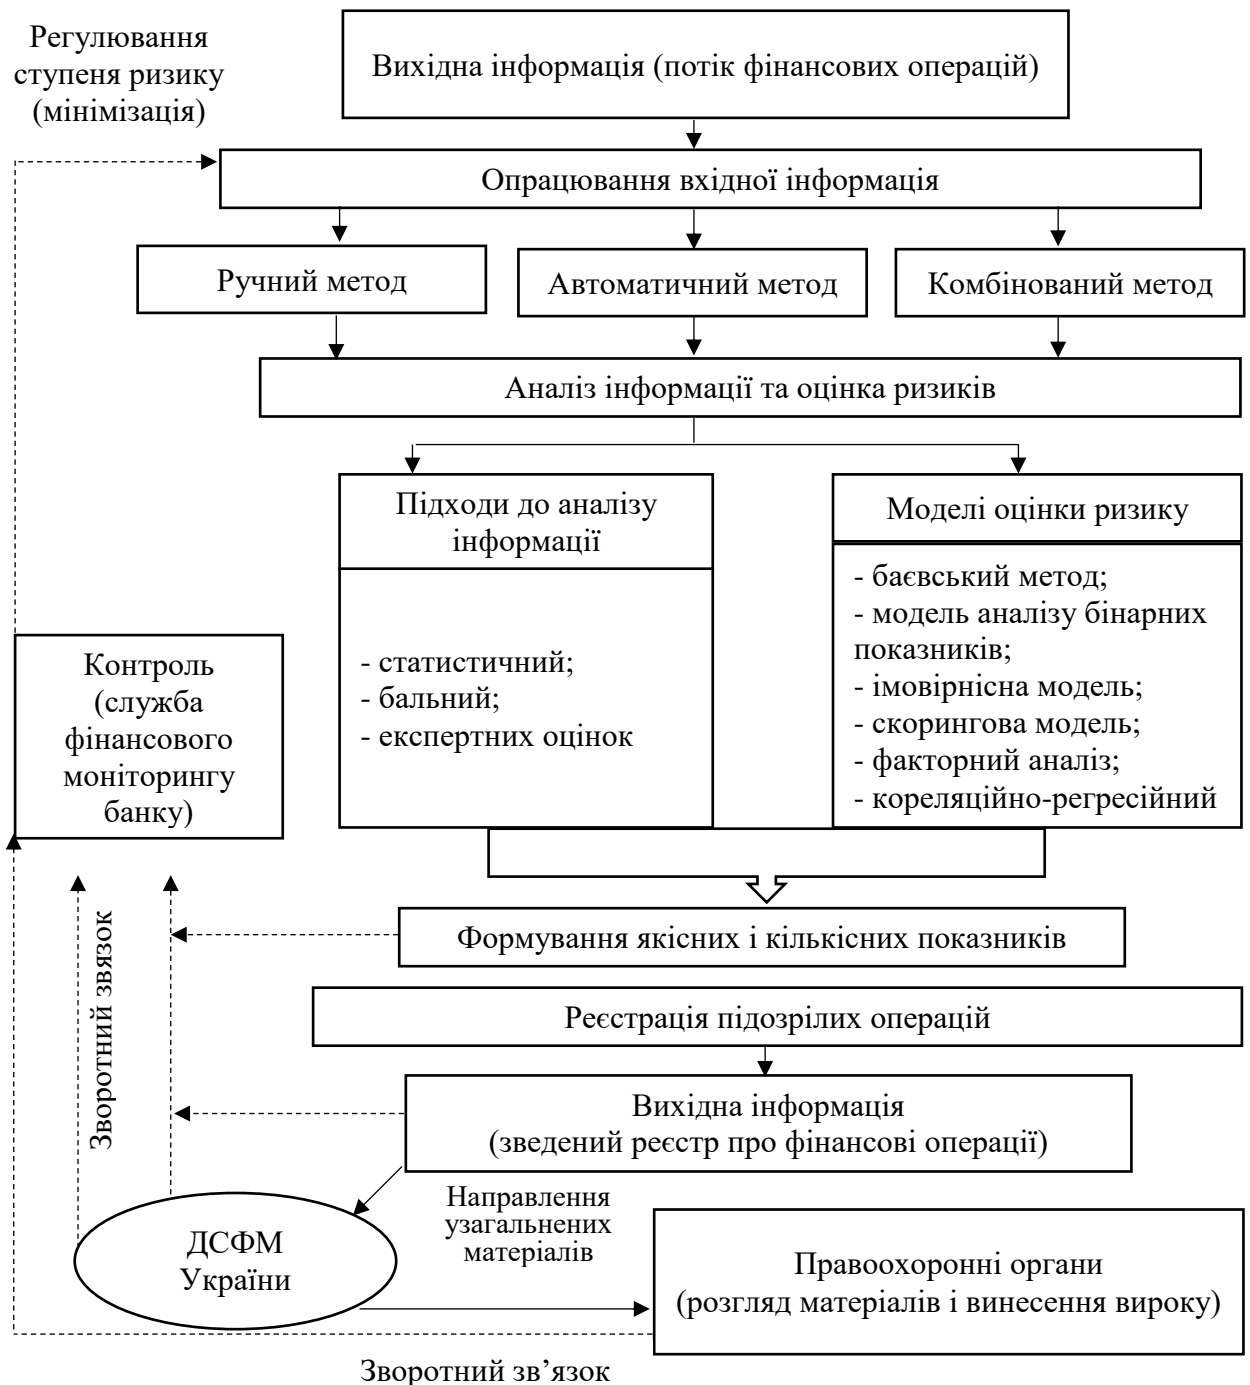 Регулювання
ступеня ризику
(мінімізація)
Вихідна інформація (потік фінансових операцій)
Опрацювання вхідної інформація
Ручний метод
Автоматичний метод
Комбінований метод
Аналіз інформації та оцінка ризиків
Підходи до аналізу
інформації
- статистичний;
- бальний;
- експертних оцінок
Моделі оцінки ризику
- баєвський метод;
- модель аналізу бінарних
показників;
- імовірнісна модель;
- скорингова модель;
- факторний аналіз;
- кореляційно-регресійний
Контроль
(служба
фінансового
моніторингу
банку)
Формування якісних і кількісних показників
Зворотний звязок
Реєстрація підозрілих операцій
Вихідна інформація
(зведений реєстр про фінансові операції)
Направлення
узагальнених
матеріалів
ДСФМ
України
Правоохоронні органи
(розгляд матеріалів і винесення вироку)
Зворотний зв’язок